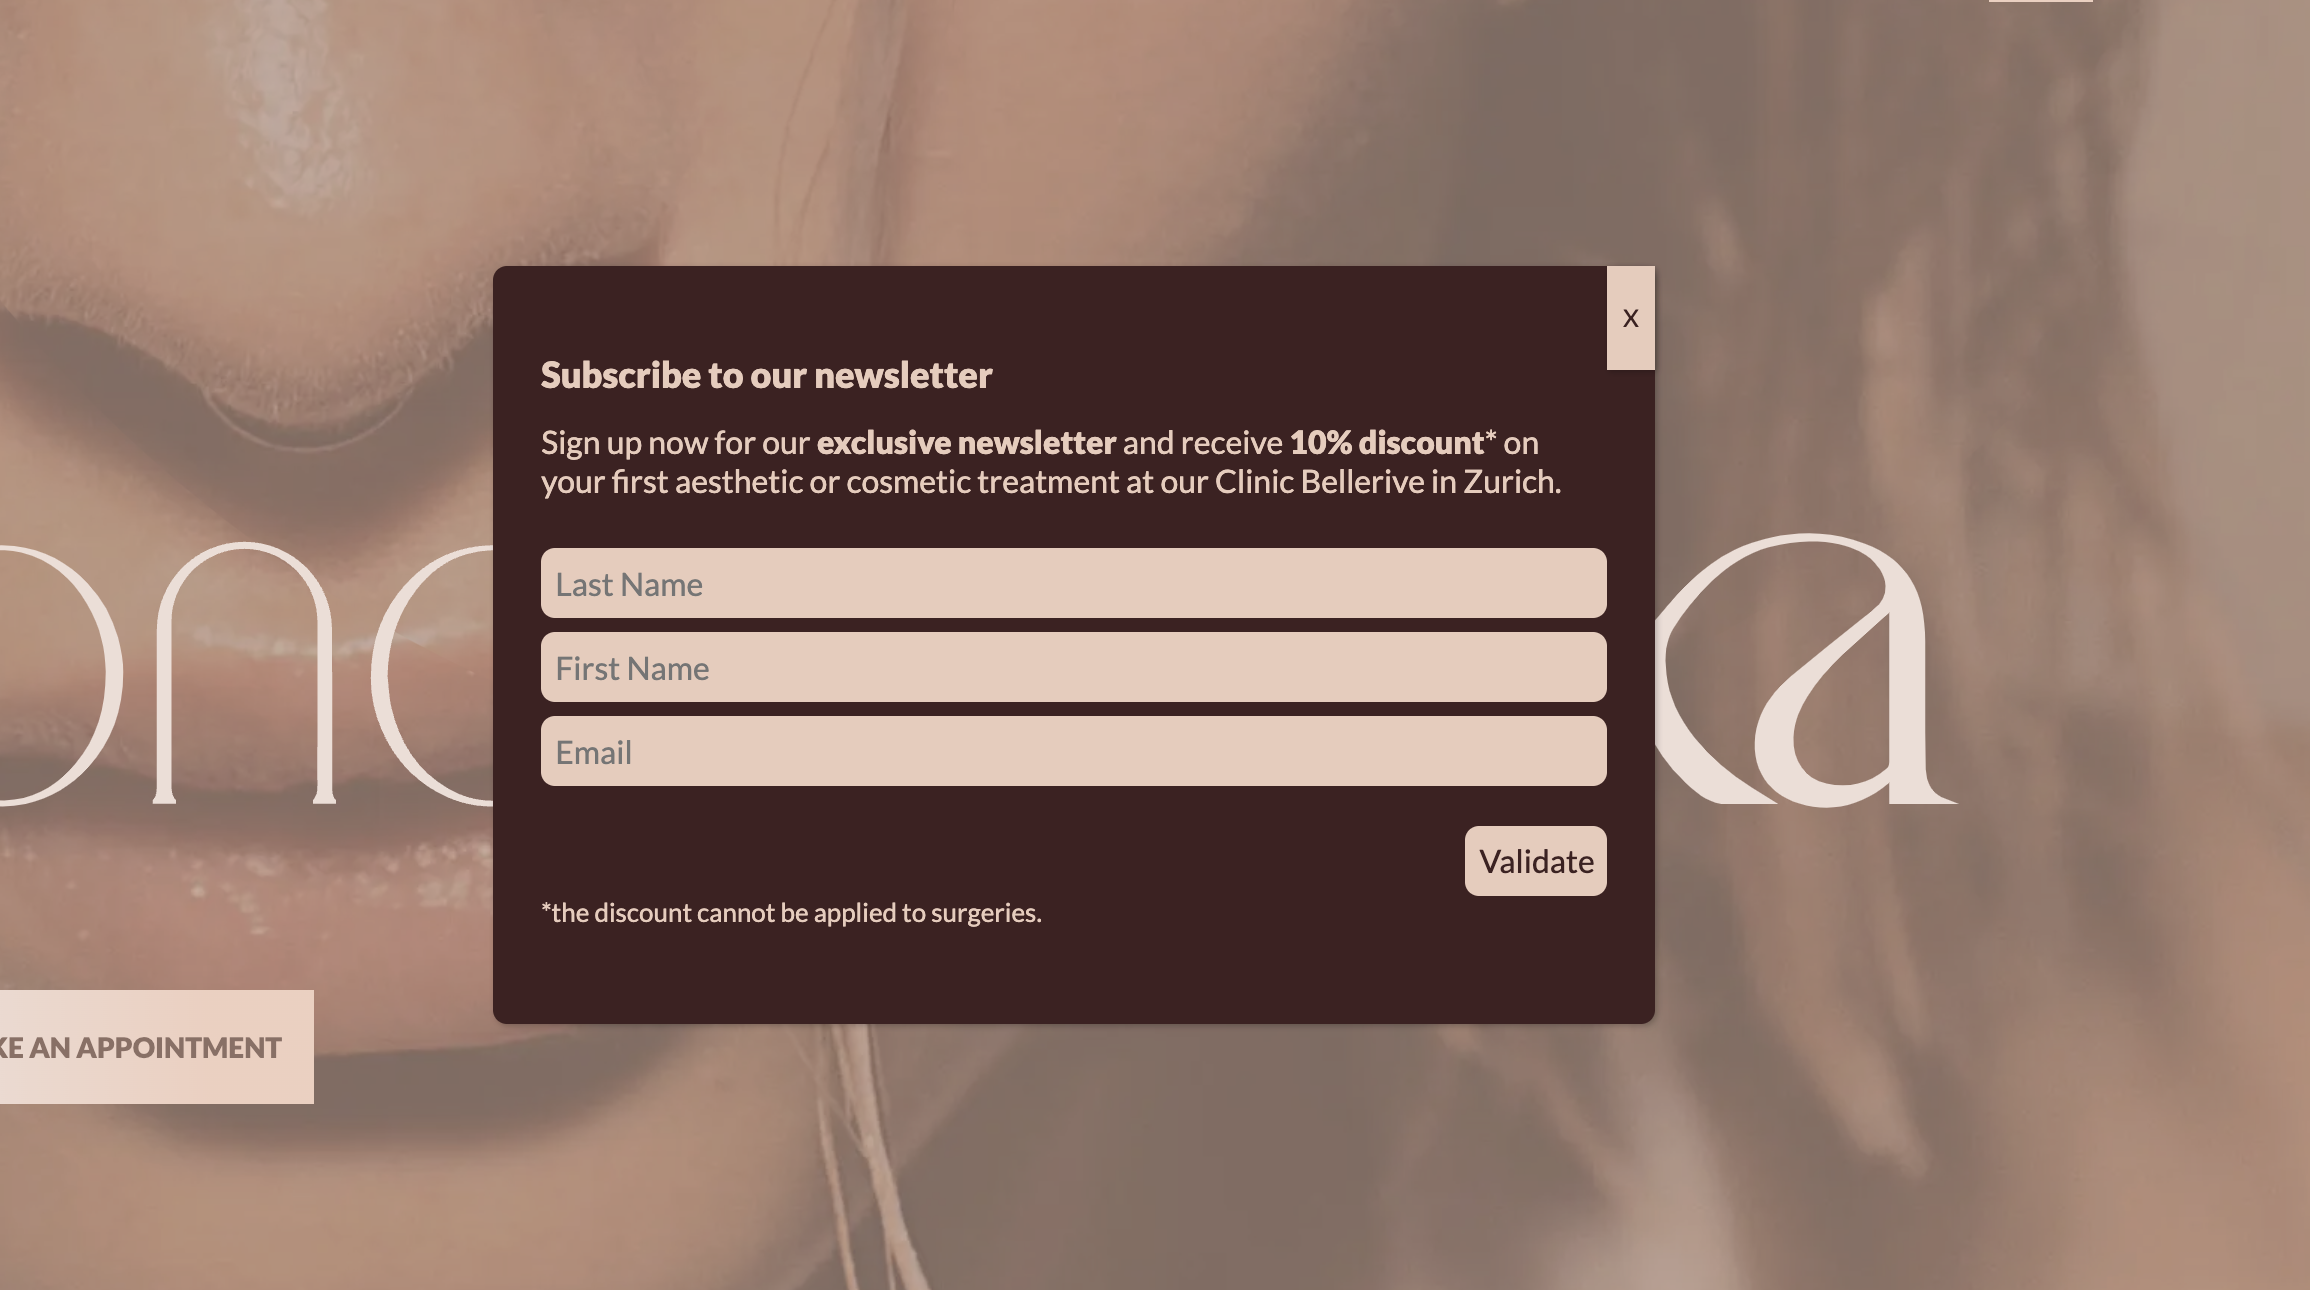 x
Subscribe to our newsletter
Sign up now for our exclusive newsletter and receive 10% discount* on
your first aesthetic or cosmetic treatment at our Clinic Bellerive in Zurich.
Last Name
First Name
Email
Validate
*the discount cannot be applied to surgeries.
AN APPOINTMENT